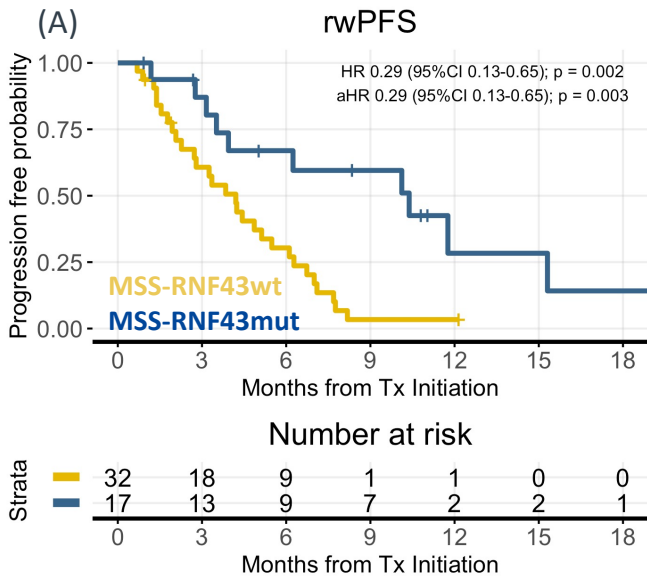 (A)
rwPFS
HR 0.29 (95%CI 0.13-0.65); p = 0.002
aHR 0.29 (95%CI 0.13-0.65); p = 0.003
Progression free probability
1.00
0.75
0.50
0.25
0.00
MSS-RNF43wt
MSS-RNF43mut
0 3 6 9 12 15 18
Months from Tx Initiation
Number at risk
Strata
32 18 9 1 1 0 0
17 13 9 7 2 2 1
0 3 6 9 12 15 18
Months from Tx Initiation